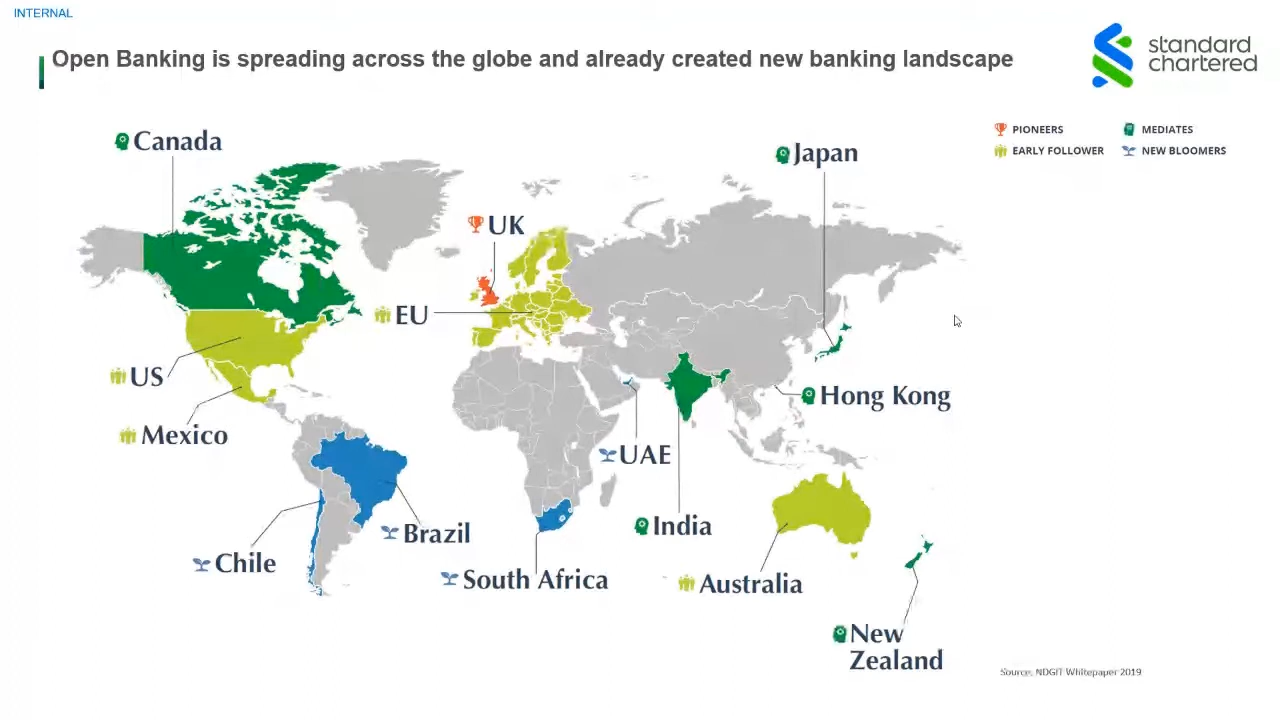 INTERNAL
Open Banking is spreading across the globe and already created new banking landscape
standard
chartered
PIONEERS
MEDIATES
EARLY FOLLOWER
NEW BLOOMERS
Canada
Japan
UK
EU
US
Hong Kong
Mexico
UAE
India
Brazil
Chile
South Africa
Australia
New
Zealand
Source: NDGIT Whitepaper 2019